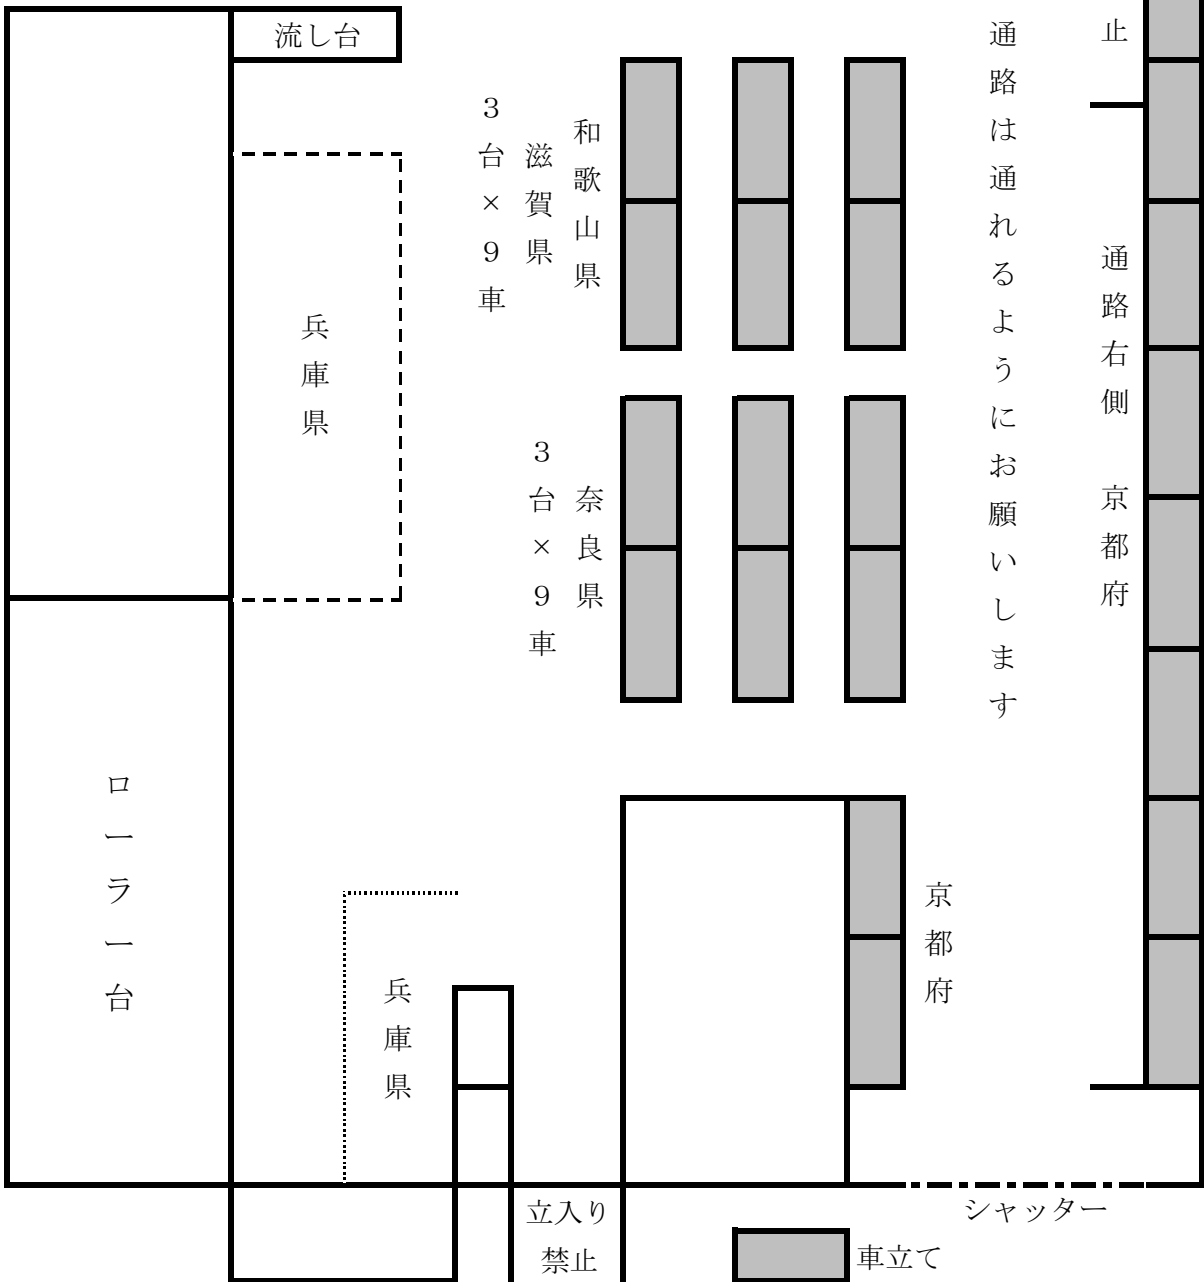 流し台
止
通路右側　京都府
通路は通れるようにお願いします
和歌山県
滋賀県
３台×９車
兵庫県
奈良県
３台×９車
ローラー台
京都府
兵庫県
立入り
禁止
シャッター
車立て